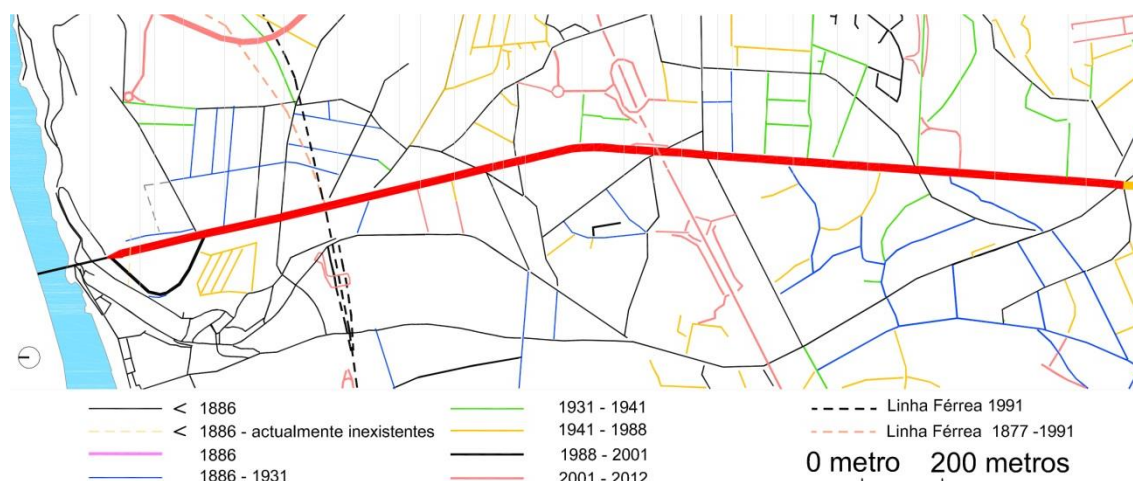 < 1886
< 1886 - actualmente inexistentes
1886
1886 - 1931
1931 - 1941
1941 - 1988
1988 - 2001
2001 - 2012
Linha Férrea 1991
Linha Férrea 1877 -1991
0 metro 200 metros